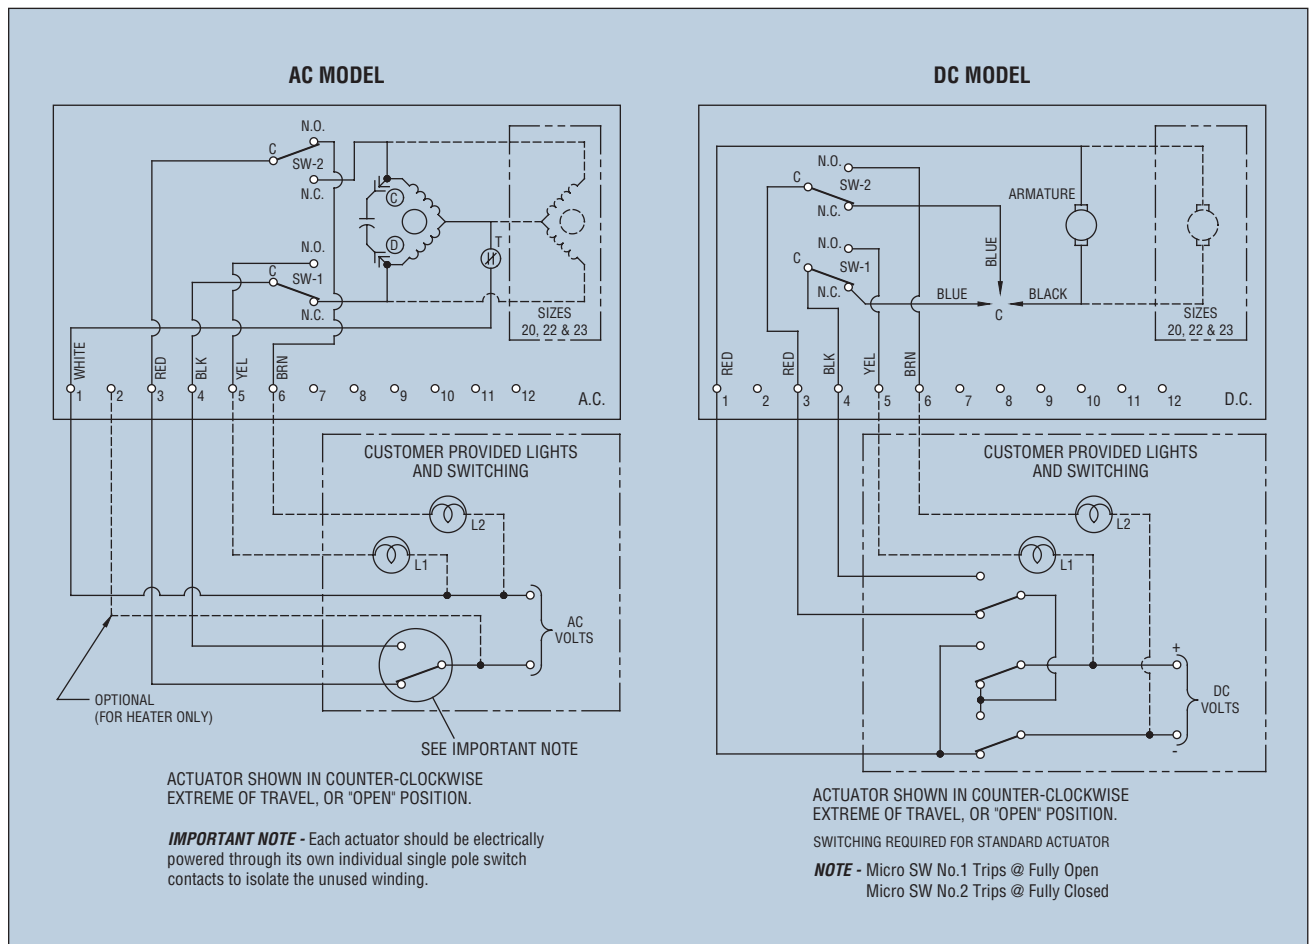 AC MODEL
N.O.
C
SW-2
N.C.
C
D
N.O.
C
SW-1
N.C.
T
SIZES
20, 22 & 23
WHITE
RED
BLK
YEL
BRN
1
2
3
4
5
6
7
8
9
10
11
12
A.C.
CUSTOMER PROVIDED LIGHTS
AND SWITCHING
L2
L1
AC
VOLTS
OPTIONAL
(FOR HEATER ONLY)
SEE IMPORTANT NOTE
ACTUATOR SHOWN IN COUNTER-CLOCKWISE
EXTREME OF TRAVEL, OR "OPEN" POSITION.
IMPORTANT NOTE - Each actuator should be electrically
powered through its own individual single pole switch
contacts to isolate the unused winding.
DC MODEL
N.O.
C
SW-2
N.C.
N.O.
C
SW-1
N.C.
ARMATURE
BLUE
BLUE
BLACK
C
SIZES
20, 22 & 23
RED
RED
BLK
YEL
BRN
1
2
3
4
5
6
7
8
9
10
11
12
D.C.
CUSTOMER PROVIDED LIGHTS
AND SWITCHING
L2
L1
+
DC
VOLTS
-
ACTUATOR SHOWN IN COUNTER-CLOCKWISE
EXTREME OF TRAVEL, OR "OPEN" POSITION.
SWITCHING REQUIRED FOR STANDARD ACTUATOR
NOTE - Micro SW No.1 Trips @ Fully Open
Micro SW No.2 Trips @ Fully Closed